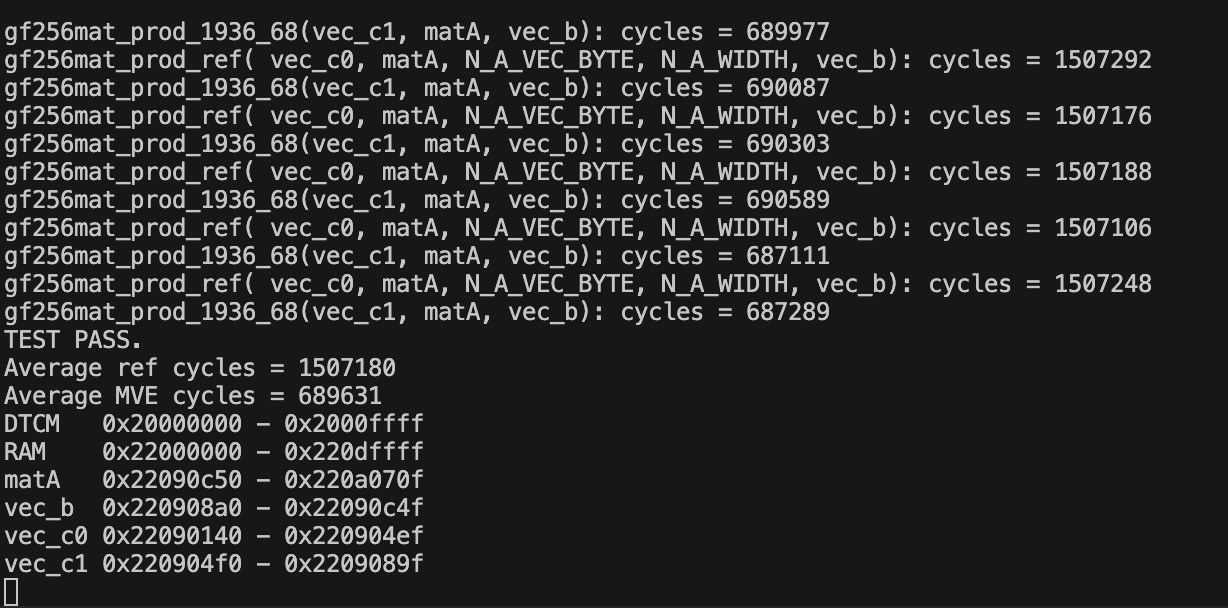 gf256mat_prod_1936_68(vec_c1, matA, vec_b): cycles = 689977
gf256mat_prod_ref( vec_c0, matA, N_A_VEC_BYTE, N_A_WIDTH, vec_b): cycles = 1507292
gf256mat_prod_1936_68(vec_c1, matA, vec_b): cycles = 690087
gf256mat_prod_ref( vec_c0, matA, N_A_VEC_BYTE, N_A_WIDTH, vec_b): cycles = 1507176
gf256mat_prod_1936_68(vec_c1, matA, vec_b): cycles = 690303
gf256mat_prod_ref( vec_c0, matA, N_A_VEC_BYTE, N_A_WIDTH, vec_b): cycles = 1507188
gf256mat_prod_1936_68(vec_c1, matA, vec_b): cycles = 690589
gf256mat_prod_ref( vec_c0, matA, N_A_VEC_BYTE, N_A_WIDTH, vec_b): cycles = 1507106
gf256mat_prod_1936_68(vec_c1, matA, vec_b): cycles = 687111
gf256mat_prod_ref( vec_c0, matA, N_A_VEC_BYTE, N_A_WIDTH, vec_b): cycles = 1507248
gf256mat_prod_1936_68(vec_c1, matA, vec_b): cycles = 687289
TEST PASS.
Average ref cycles = 1507180
Average MVE cycles = 689631
DTCM   0x20000000 - 0x2000ffff
RAM    0x22000000 - 0x220dffff
matA   0x22090c50 - 0x220a070f
vec_b  0x220908a0 - 0x22090c4f
vec_c0 0x22090140 - 0x220904ef
vec_c1 0x220904f0 - 0x2209089f